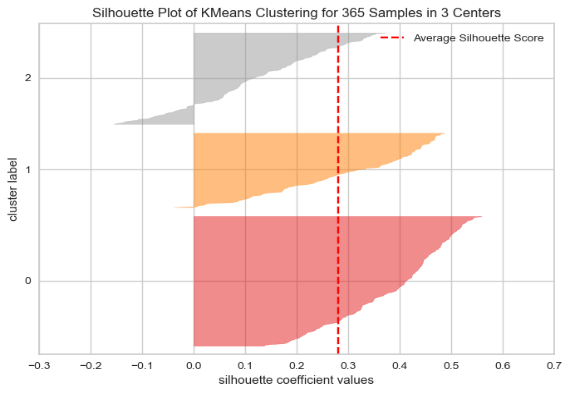 Silhouette Plot of KMeans Clustering for 365 Samples in 3 Centers
Average Silhouette Score
2
1
0
cluster label
−0.3 −0.2 −0.1 0.0 0.1 0.2 0.3 0.4 0.5 0.6 0.7
silhouette coefficient values